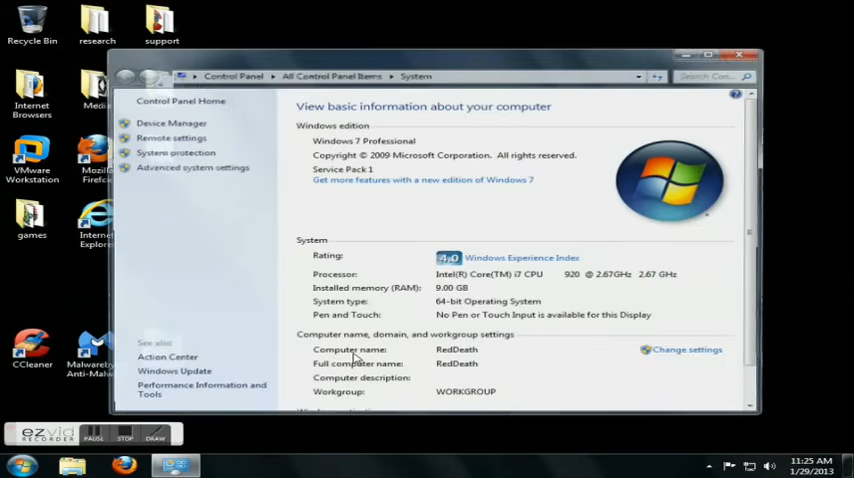 Recycle Bin
research
support
Control Panel
All Control Panel Items
System
Search Con...
Control Panel Home
View basic information about your computer
Device Manager
Windows edition
Remote settings
Windows 7 Professional
System protection
Copyright © 2009 Microsoft Corporation. All rights reserved.
Advanced system settings
Service Pack 1
Get more features with a new edition of Windows 7
Internet
Browsers
Media
VMware
Workstation
Mozilla
Firefox
games
Internet
Explore
System
Rating:
4,0 Windows Experience Index
Processor:
Intel(R) Core(TM) i7 CPU 920 @ 2.67GHz 2.67 GHz
Installed memory (RAM):
9.00 GB
System type:
64-bit Operating System
Pen and Touch:
No Pen or Touch Input is available for this Display
Computer name, domain, and workgroup settings
See also
Computer name:
RedDeath
Change settings
Action Center
Full computer name:
RedDeath
Windows Update
Computer description:
Performance Information and
Tools
Workgroup:
WORKGROUP
CCleaner
Malwareby
Anti-Malw
ezvid
RECORDER
PAUSE
STOP
DRAW
11:25 AM
1/29/2013